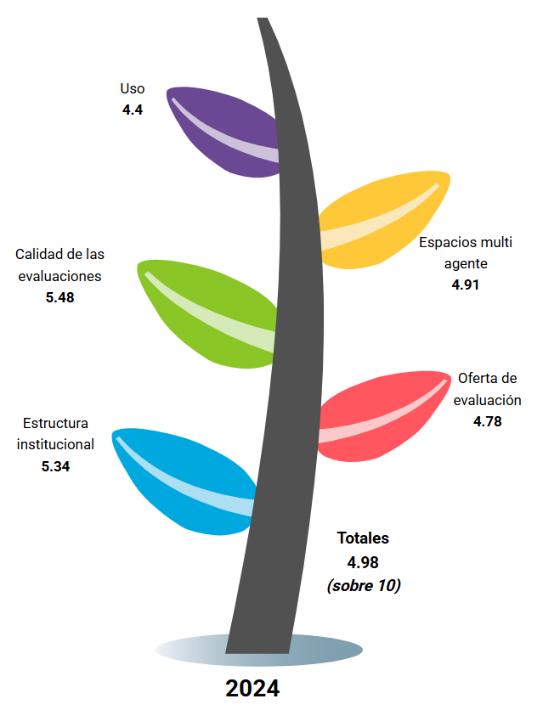 Uso
4.4
Espacios multi
agente
4.91
Calidad de las
evaluaciones
5.48
Oferta de
evaluación
4.78
Estructura
institucional
5.34
Totales
4.98
(sobre 10)
2024